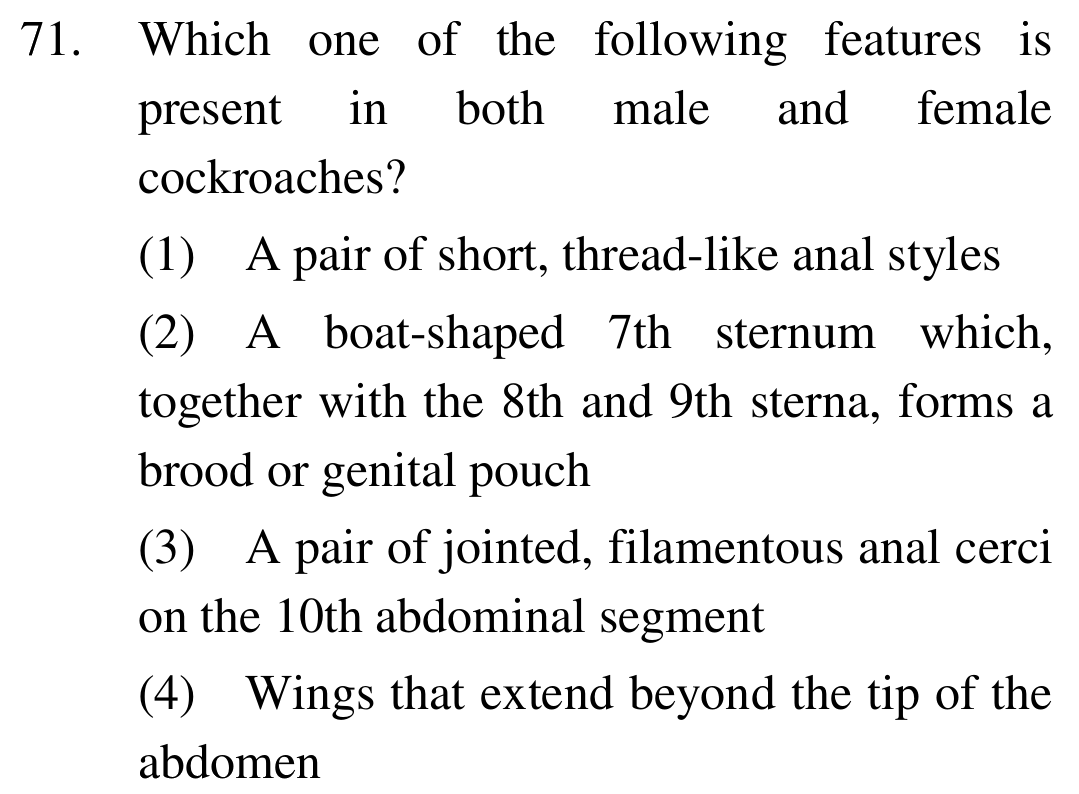 71. Which one of the following features is
present in both male and female
cockroaches?
(1) A pair of short, thread-like anal styles
(2) A boat-shaped 7th sternum which,
together with the 8th and 9th sterna, forms a
brood or genital pouch
(3) A pair of jointed, filamentous anal cerci
on the 10th abdominal segment
(4) Wings that extend beyond the tip of the
abdomen